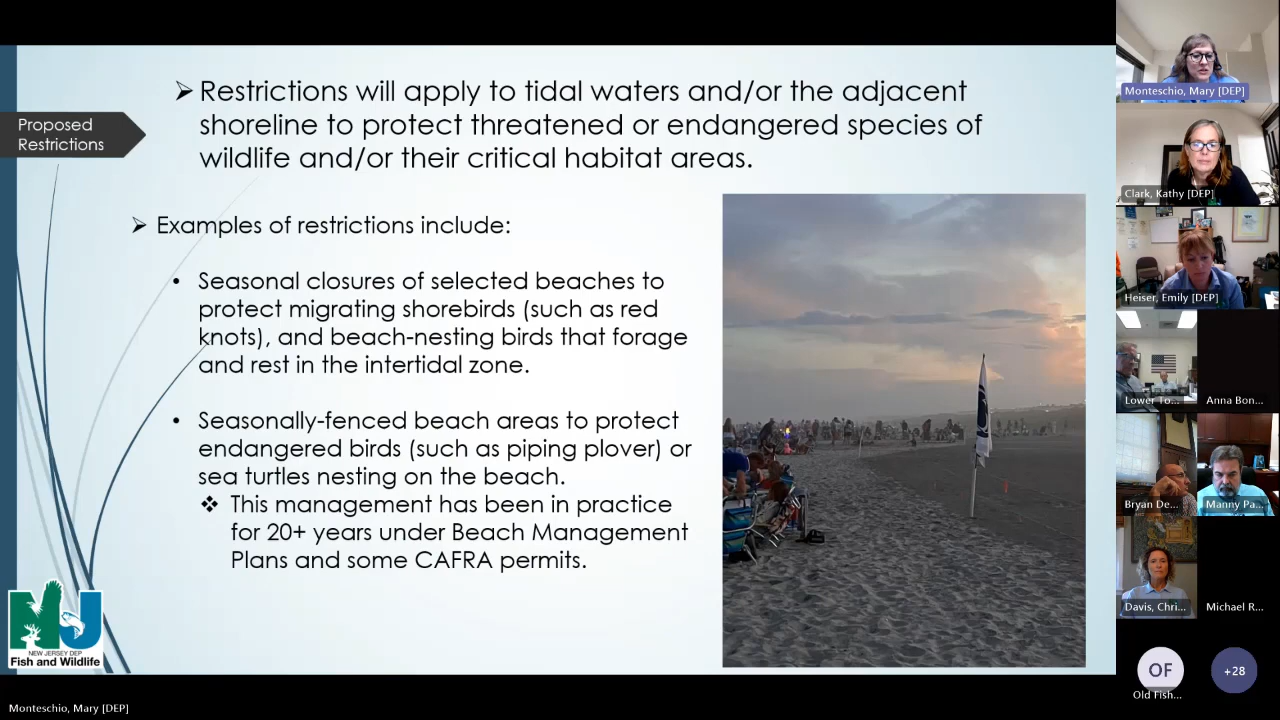 Proposed
Restrictions
➢ Restrictions will apply to tidal waters and/or the adjacent
shoreline to protect threatened or endangered species of
wildlife and/or their critical habitat areas.
➢ Examples of restrictions include:
• Seasonal closures of selected beaches to
protect migrating shorebirds (such as red
knots), and beach-nesting birds that forage
and rest in the intertidal zone.
• Seasonally-fenced beach areas to protect
endangered birds (such as piping plover) or
sea turtles nesting on the beach.
❖ This management has been in practice
for 20+ years under Beach Management
Plans and some CAFRA permits.
NJ
NEW JERSEY DEP
Fish and Wildlife
Monteschio, Mary [DEP]
Monteschio, Mary [DEP]
Clark, Kathy [DEP]
Heiser, Emily [DEP]
Lower To...
Anna Bon...
Bryan De...
Manny Pa...
Davis, Chri...
Michael R...
OF
+28
Old Fish...